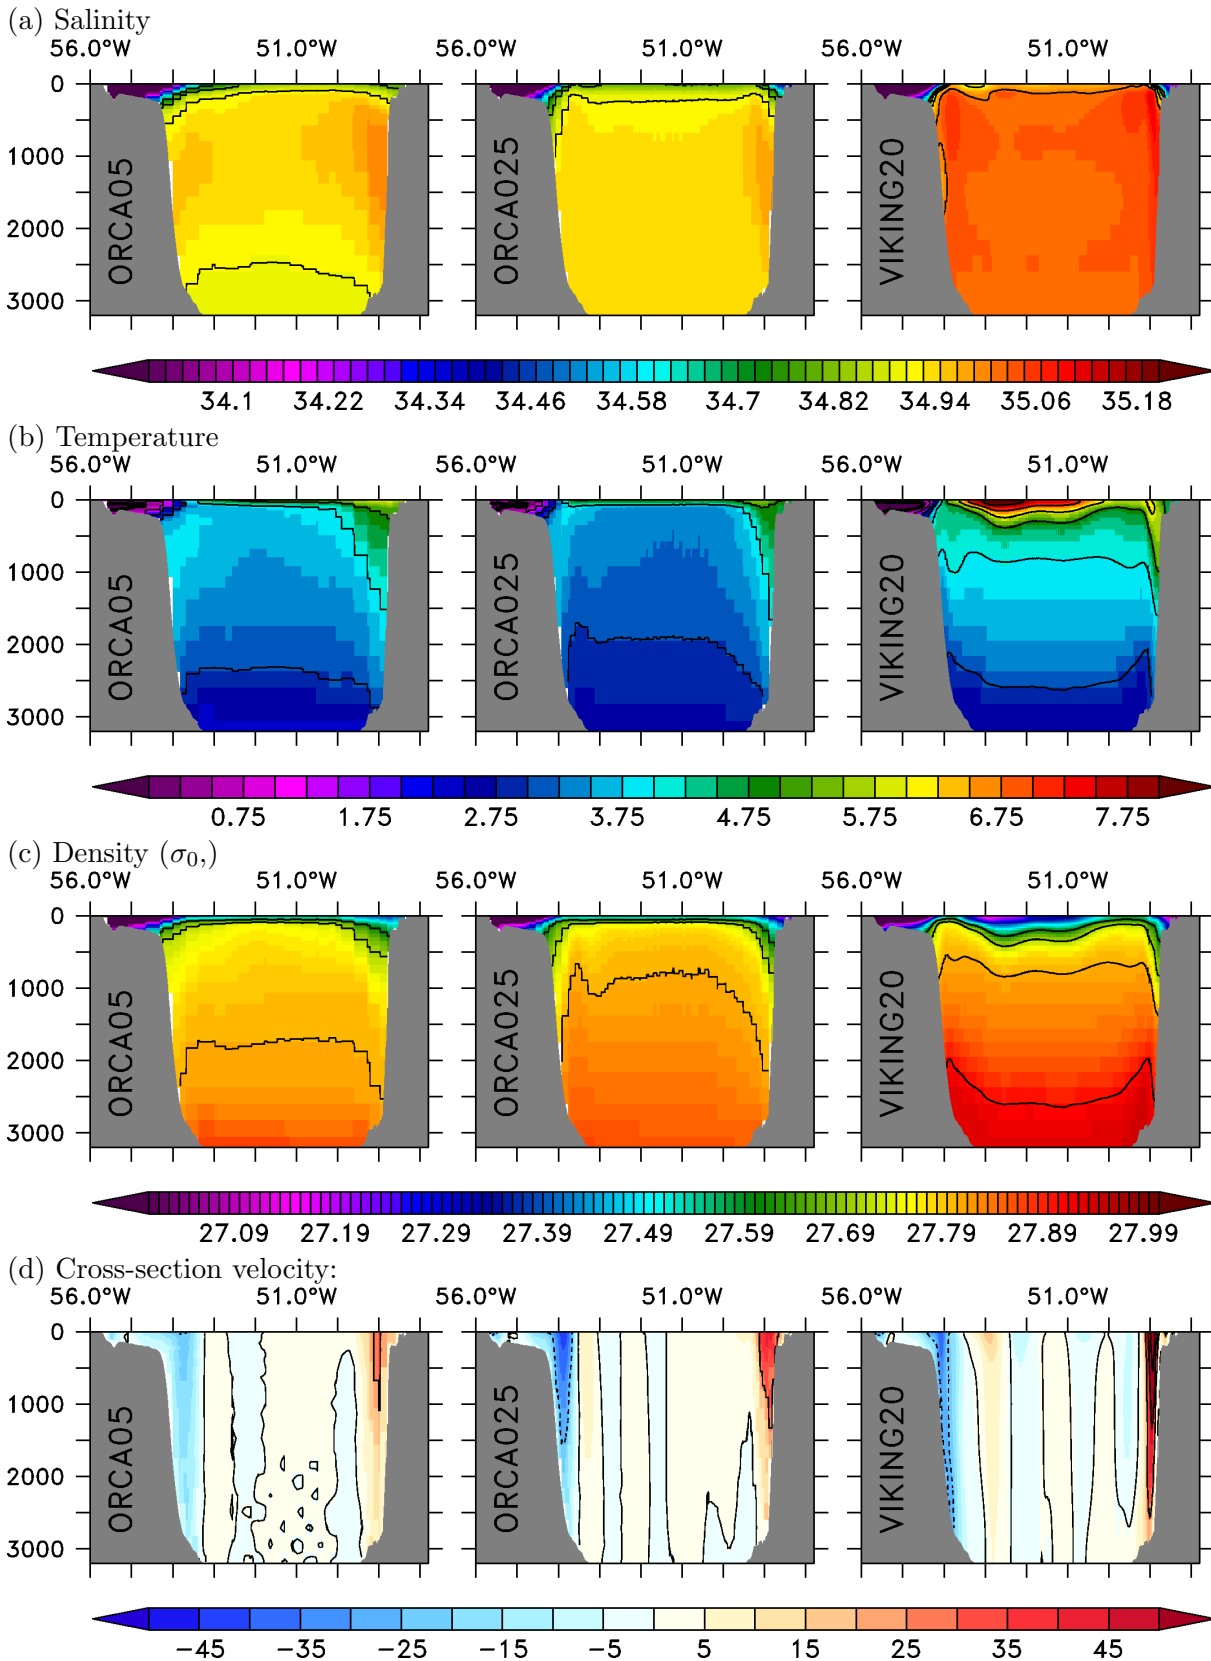 (a) Salinity
56.0°W 51.0°W 56.0°W 51.0°W 56.0°W 51.0°W
0
1000
2000
3000
ORCA05 ORCA025 VIKING20
34.1 34.22 34.34 34.46 34.58 34.7 34.82 34.94 35.06 35.18
(b) Temperature
56.0°W 51.0°W 56.0°W 51.0°W 56.0°W 51.0°W
0
1000
2000
3000
ORCA05 ORCA025 VIKING20
0.75 1.75 2.75 3.75 4.75 5.75 6.75 7.75
(c) Density (σ₀,)
56.0°W 51.0°W 56.0°W 51.0°W 56.0°W 51.0°W
0
1000
2000
3000
ORCA05 ORCA025 VIKING20
27.09 27.19 27.29 27.39 27.49 27.59 27.69 27.79 27.89 27.99
(d) Cross-section velocity:
56.0°W 51.0°W 56.0°W 51.0°W 56.0°W 51.0°W
0
1000
2000
3000
ORCA05 ORCA025 VIKING20
−45 −35 −25 −15 −5 5 15 25 35 45